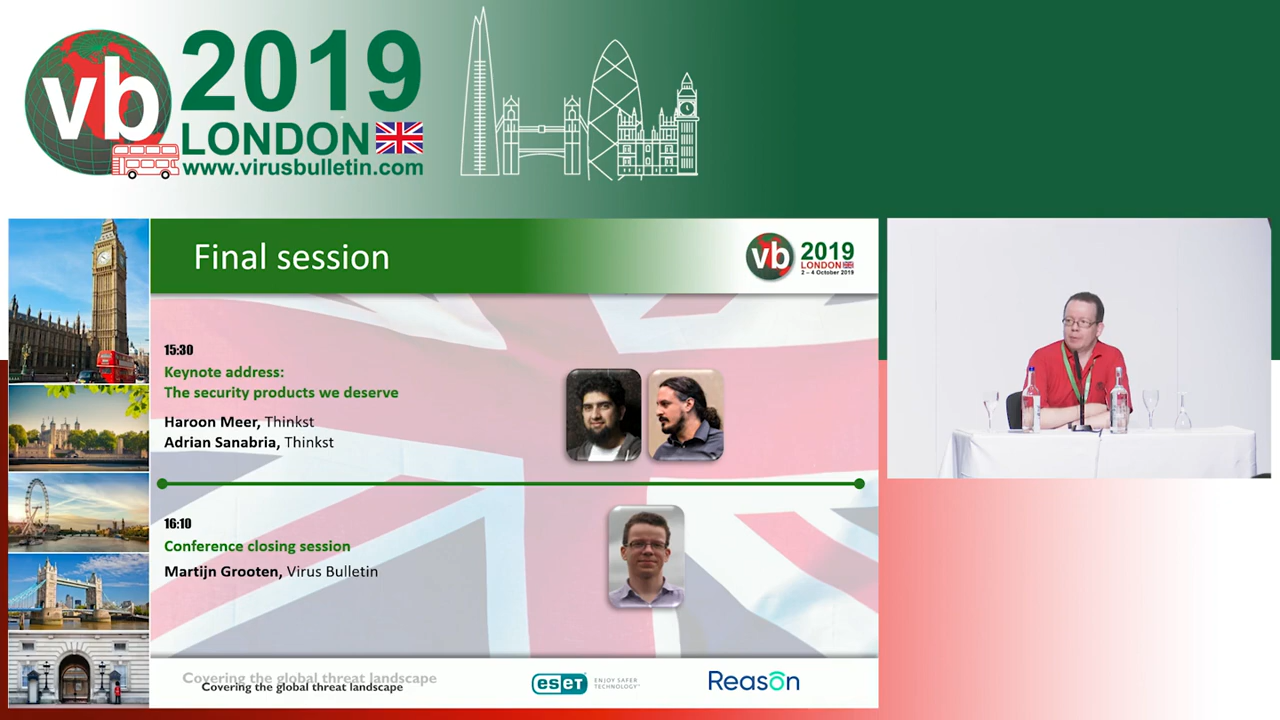 vb
2019
LONDON
www.virusbulletin.com
Final session
vb
2019
LONDON
2 – 4 October 2019
15:30
Keynote address:
The security products we deserve
Haroon Meer, Thinkst
Adrian Sanabria, Thinkst
16:10
Conference closing session
Martijn Grooten, Virus Bulletin
Covering the global threat landscape
Covering the global threat landscape
eseT
ENJOY SAFER
TECHNOLOGY™
Reason